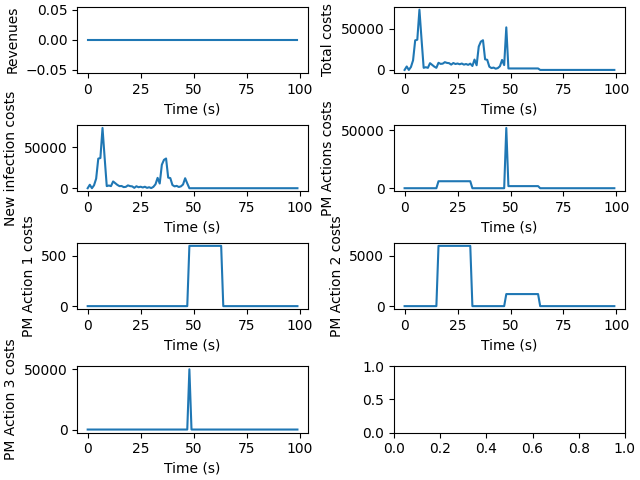 Revenues
0.05
0.00
−0.05
0 25 50 75 100
Time (s)
Total costs
50000
0
0 25 50 75 100
Time (s)
New infection costs
50000
0
0 25 50 75 100
Time (s)
PM Actions costs
50000
0
0 25 50 75 100
Time (s)
PM Action 1 costs
500
0
0 25 50 75 100
Time (s)
PM Action 2 costs
5000
0
0 25 50 75 100
Time (s)
PM Action 3 costs
50000
0
0 25 50 75 100
Time (s)
1.0
0.5
0.0
0.0 0.2 0.4 0.6 0.8 1.0